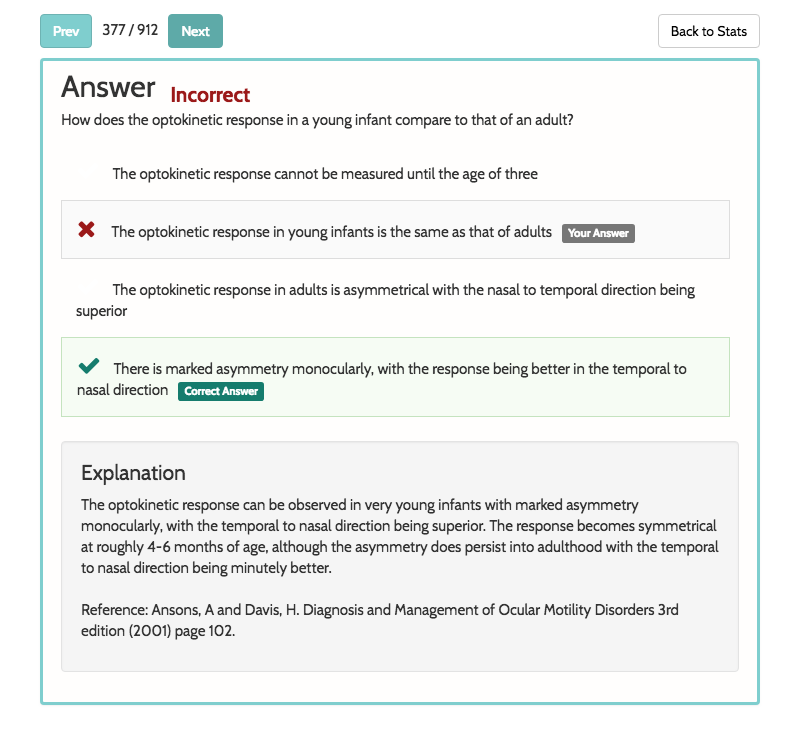 Prev 377 / 912 Next Back to Stats
Answer Incorrect
How does the optokinetic response in a young infant compare to that of an adult?
The optokinetic response cannot be measured until the age of three
The optokinetic response in young infants is the same as that of adults Your Answer
The optokinetic response in adults is asymmetrical with the nasal to temporal direction being
superior
There is marked asymmetry monocularly, with the response being better in the temporal to
nasal direction Correct Answer
Explanation
The optokinetic response can be observed in very young infants with marked asymmetry
monocularly, with the temporal to nasal direction being superior. The response becomes symmetrical
at roughly 4-6 months of age, although the asymmetry does persist into adulthood with the temporal
to nasal direction being minutely better.
Reference: Ansons, A and Davis, H. Diagnosis and Management of Ocular Motility Disorders 3rd
edition (2001) page 102.